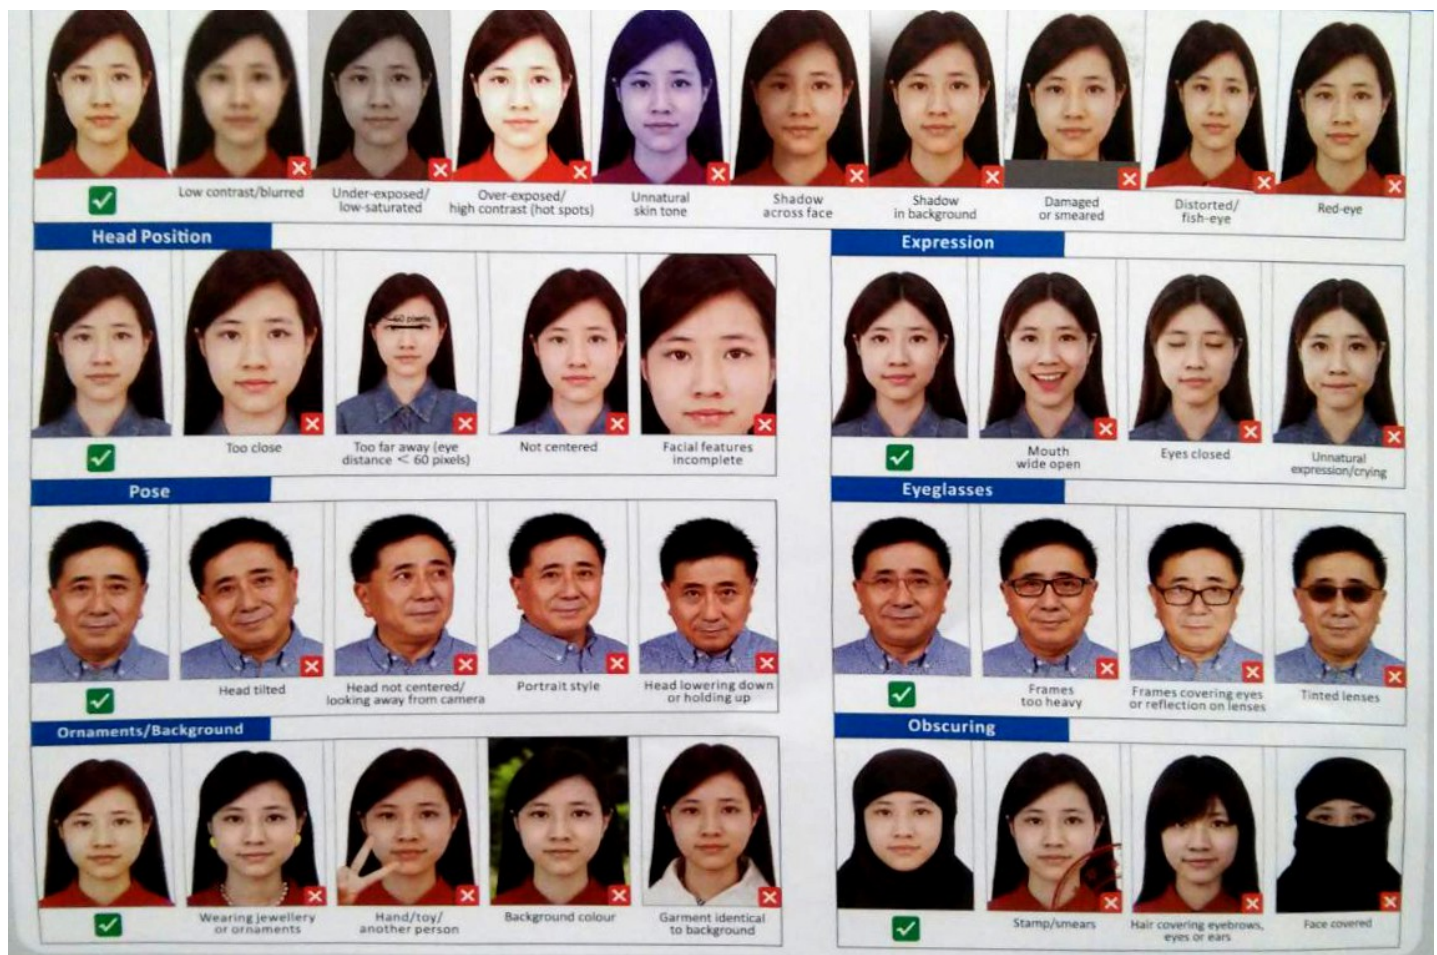 Low contrast/blurred
Under-exposed/
low-saturated
Over-exposed/
high contrast (hot spots)
Unnatural
skin tone
Shadow
across face
Shadow
in background
Damaged
or smeared
Distorted/
fish-eye
Red-eye
Head Position
Too close
60 pixels
Too far away (eye
distance < 60 pixels)
Not centered
Facial features
incomplete
Expression
Mouth
wide open
Eyes closed
Unnatural
expression/crying
Pose
Head tilted
Head not centered/
looking away from camera
Portrait style
Head lowering down
or holding up
Eyeglasses
Frames
too heavy
Frames covering eyes
or reflection on lenses
Tinted lenses
Ornaments/Background
Wearing jewellery
or ornaments
Hand/toy/
another person
Background colour
Garment identical
to background
Obscuring
Stamp/smears
Hair covering eyebrows,
eyes or ears
Face covered